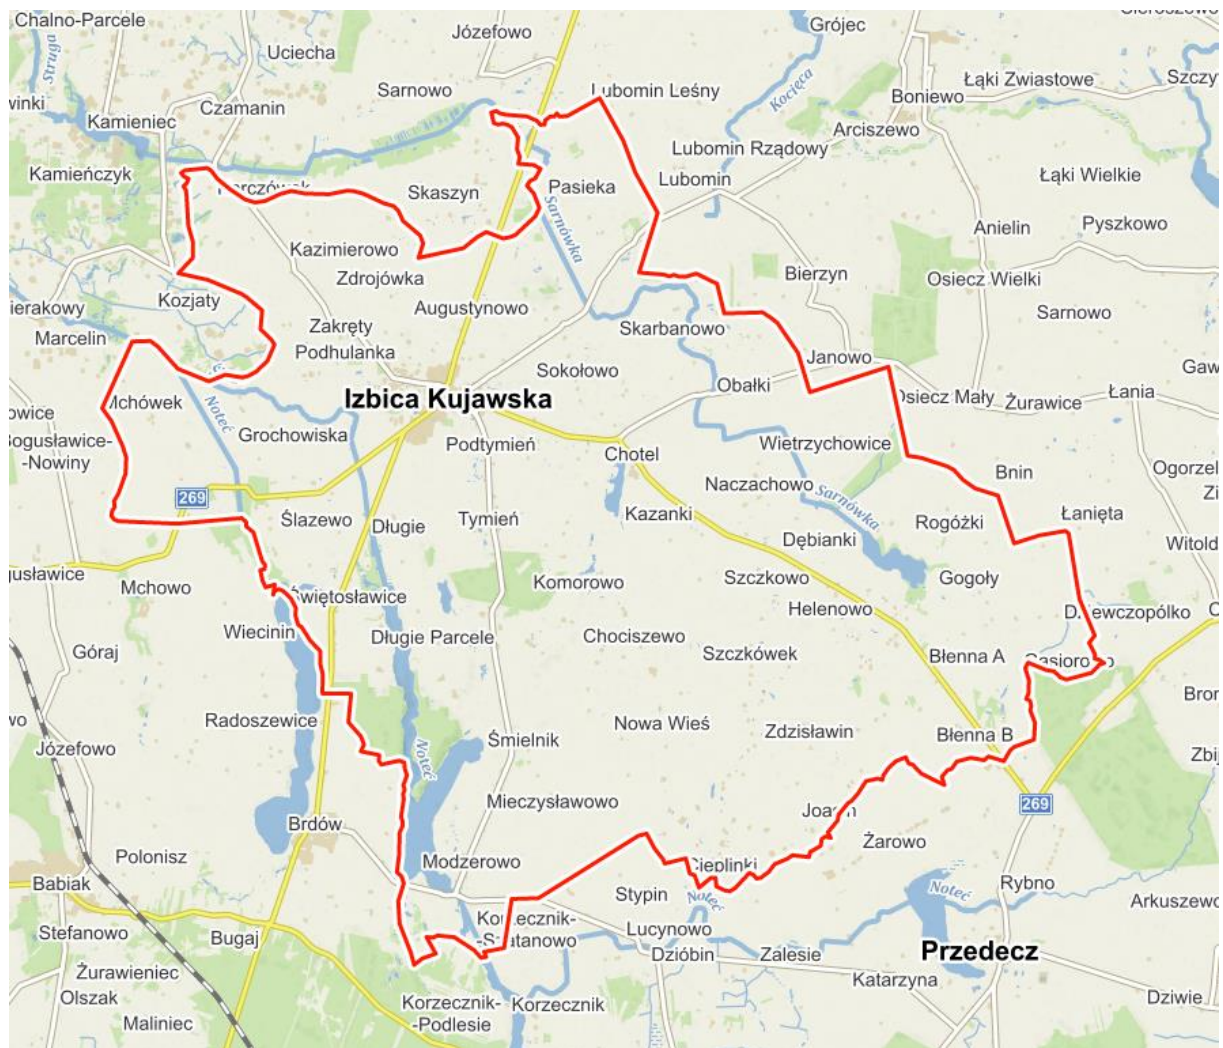 Chalno-Parcele
Józefowo
Grójec
Uciecha
Struga
Sarnowo
Lubomin Leśny
Kocięca
Łąki Zwiastowe
Boniewo
Czamanin
Kamieniec
Arciszewo
Lubomin Rządowy
Kamieńczyk
Lubomin
Łąki Wielkie
Skaszyn
Pasieka
Sarnówka
Anielin
Pyszkowo
Kazimierowo
Zdrojówka
Bierzyn
Osiecz Wielki
Kozjaty
Augustynowo
Sarnowo
Marcelin
Zakręty
Skarbanowo
Podhulanka
Janowo
Sokołowo
Obałki
Izbica Kujawska
Osiecz Mały
Żurawice
Łania
Mchówek
Noteć
Grochowiska
Podtymień
Wietrzychowice
Bogusławice-
-Nowiny
Chotel
Bnin
Naczachowo
269
Sarnówka
Ślazewo
Długie
Tymień
Kazanki
Rogóżki
Łanięta
Dębianki
Mchowo
Komorowo
Szczkowo
Gogoły
Świętosławice
Helenowo
Wiecinin
Długie Parcele
Chociszewo
Góraj
Szczkówek
Błenna A
Radoszewice
Nowa Wieś
Zdzisławin
Śmielnik
Błenna B
Józefowo
Noteć
Mieczysławowo
269
Brdów
Żarowo
Polonisz
Modzerowo
Cieplinki
Babiak
Stypin
Noteć
Noteć
Rybno
Stefanowo
Bugaj
Lucynowo
Dzióbin
Zalesie
Przedecz
Żurawieniec
Katarzyna
Olszak
Korzecznik-
-Podlesie
Korzecznik
Dziwie
Maliniec